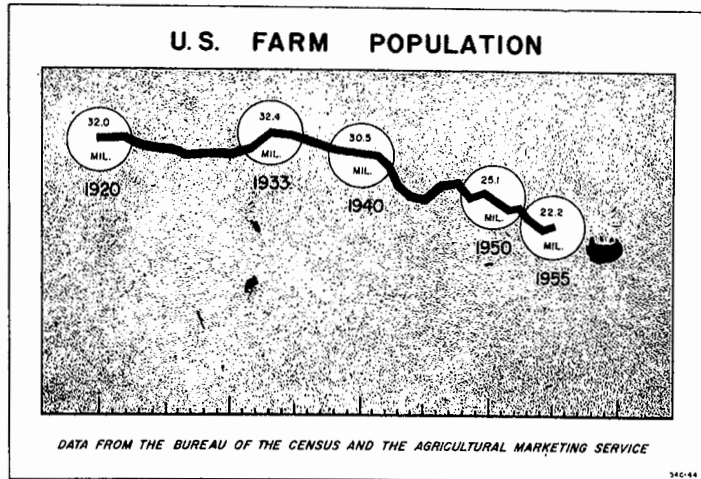 U.S. FARM POPULATION
32.0
MIL.
1920
32.4
MIL.
1933
30.5
MIL.
1940
25.1
MIL.
1950
22.2
MIL.
1955
DATA FROM THE BUREAU OF THE CENSUS AND THE AGRICULTURAL MARKETING SERVICE